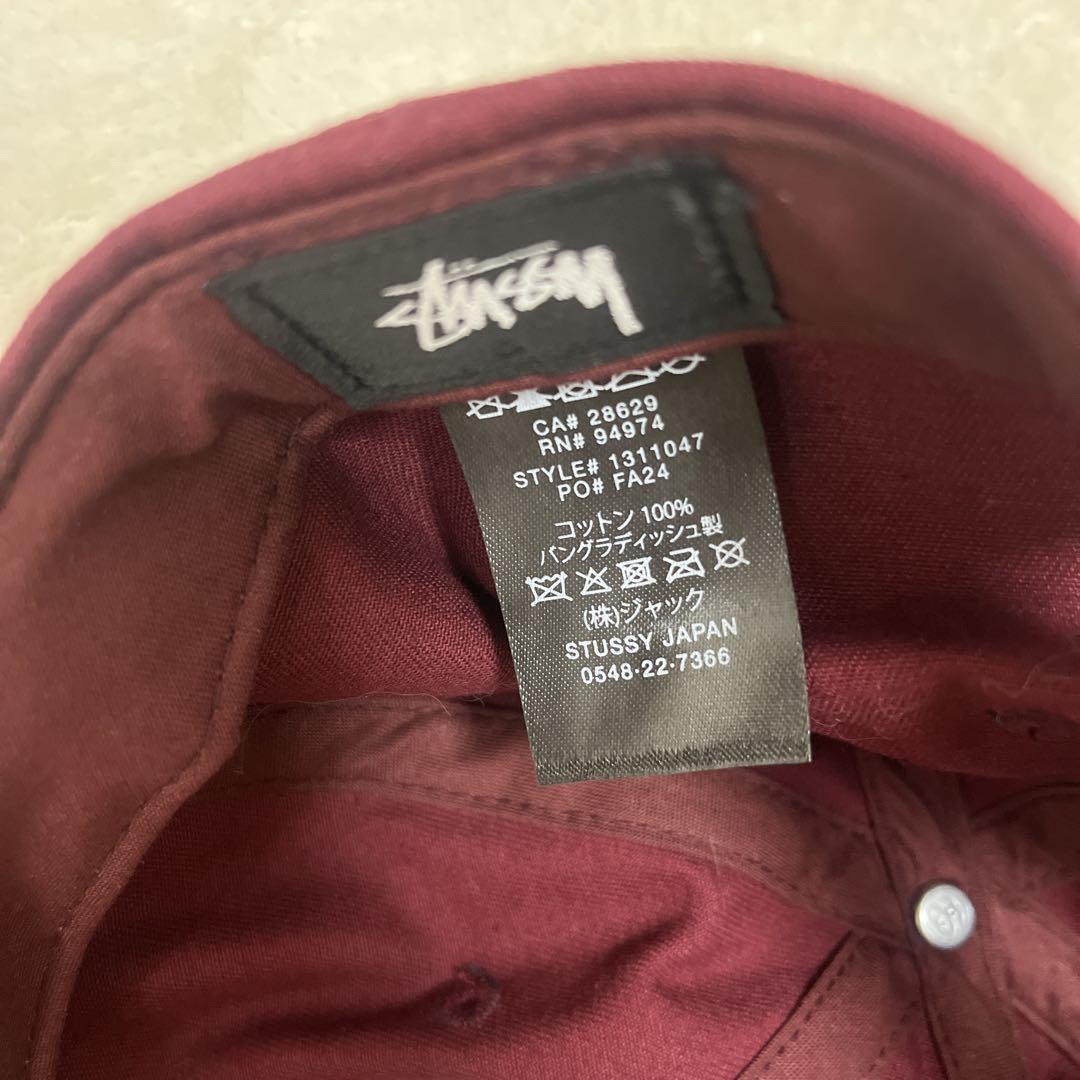 STÜSSY
CA# 28629
RN# 94974
STYLE# 1311047
PO# FA24
コットン 100%
バングラディッシュ製
(株)ジャック
STUSSY JAPAN
0548·22·7366